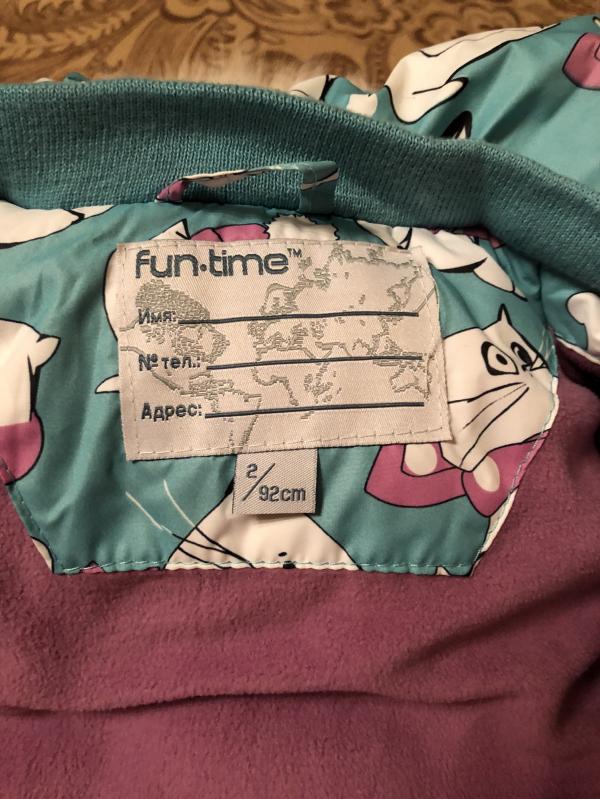 fun·time™
Имя:
№ тел.:
Адрес:
2/92cm